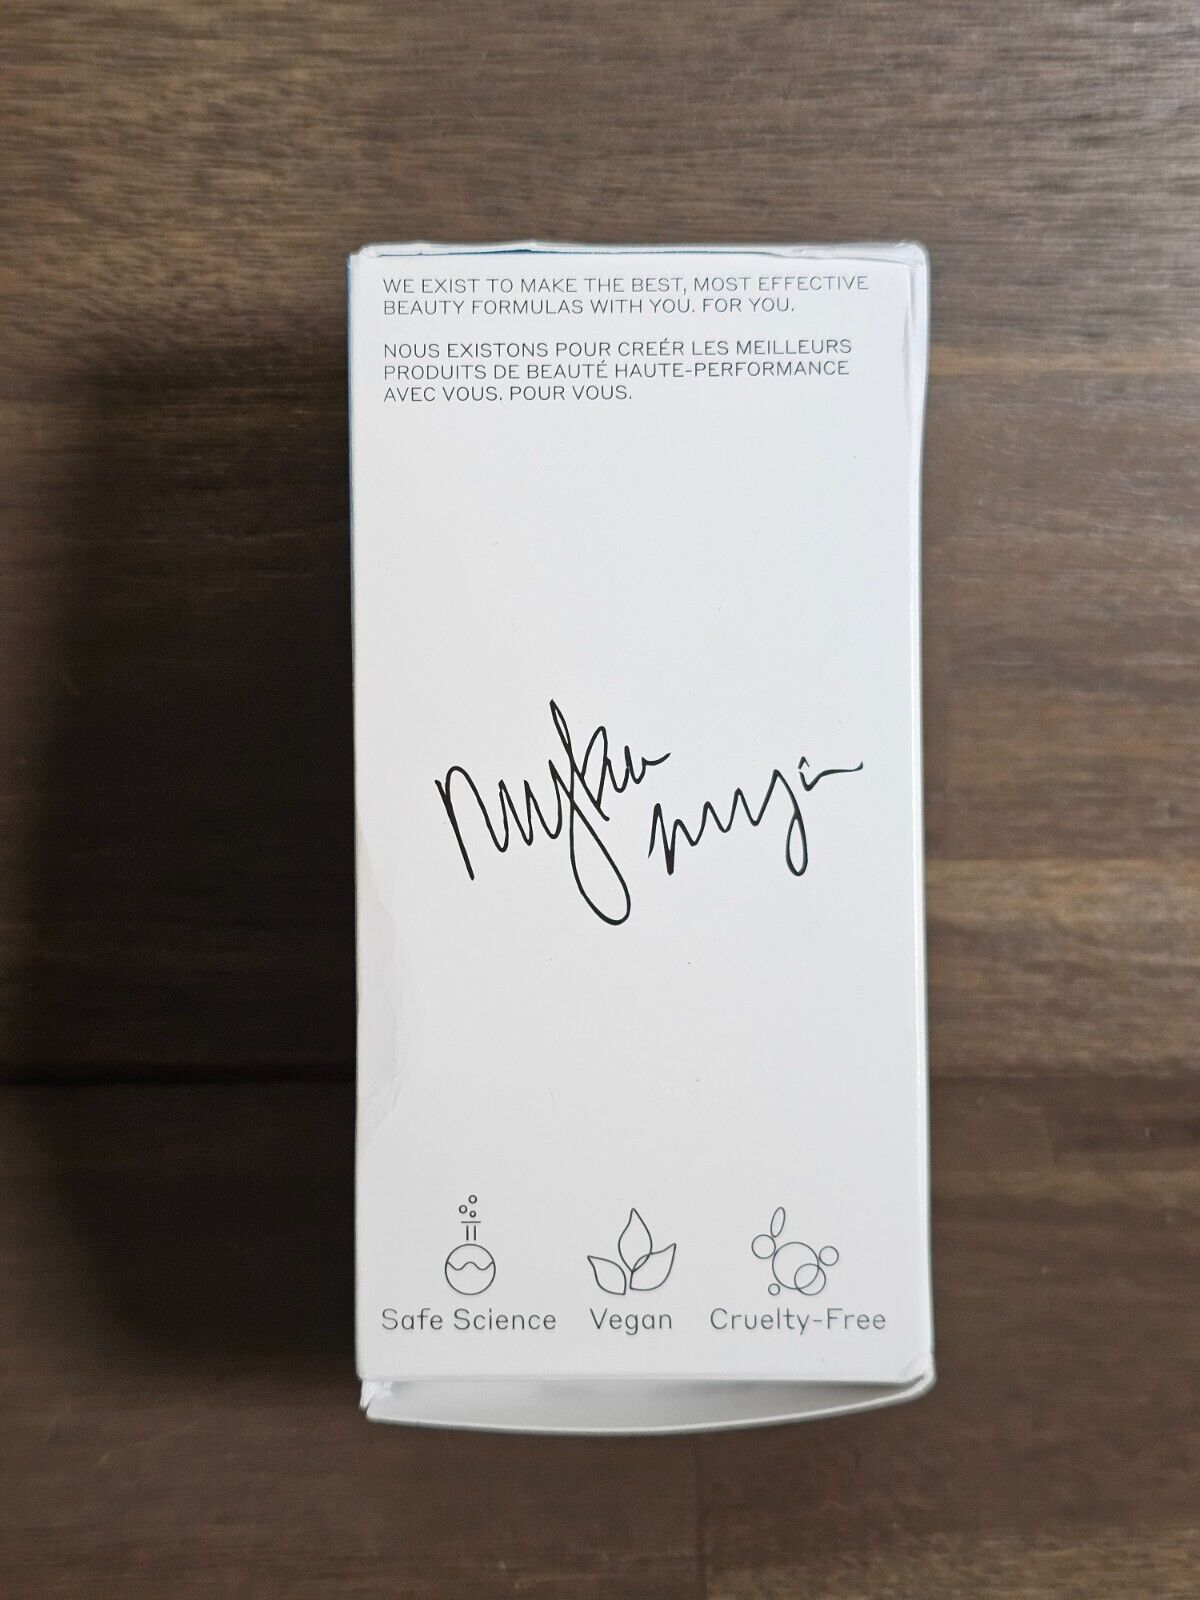 WE EXIST TO MAKE THE BEST, MOST EFFECTIVE
BEAUTY FORMULAS WITH YOU. FOR YOU.
NOUS EXISTONS POUR CREÉR LES MEILLEURS
PRODUITS DE BEAUTÉ HAUTE-PERFORMANCE
AVEC VOUS. POUR VOUS.
Safe Science Vegan Cruelty-Free